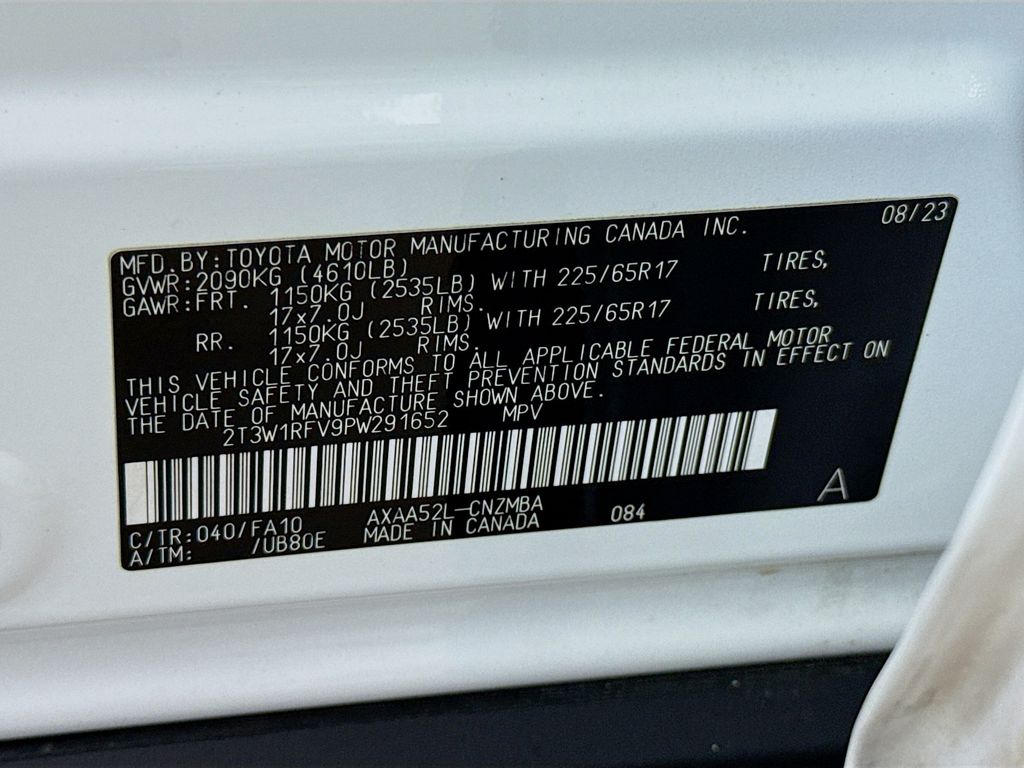 08/23
MFD.BY:TOYOTA MOTOR MANUFACTURING CANADA INC.
GVWR:2090KG (4610LB)
GAWR:FRT. 1150KG (2535LB) WITH 225/65R17 TIRES,
17x7.0J RIMS.
RR. 1150KG (2535LB) WITH 225/65R17 TIRES,
17x7.0J RIMS.
THIS VEHICLE CONFORMS TO ALL APPLICABLE FEDERAL MOTOR
VEHICLE SAFETY AND THEFT PREVENTION STANDARDS IN EFFECT ON
THE DATE OF MANUFACTURE SHOWN ABOVE.
2T3W1RFV9PW291652 MPV
A
C/TR:040/FA10 AXAA52L-CNZMBA 084
A/TM: /UB80E MADE IN CANADA